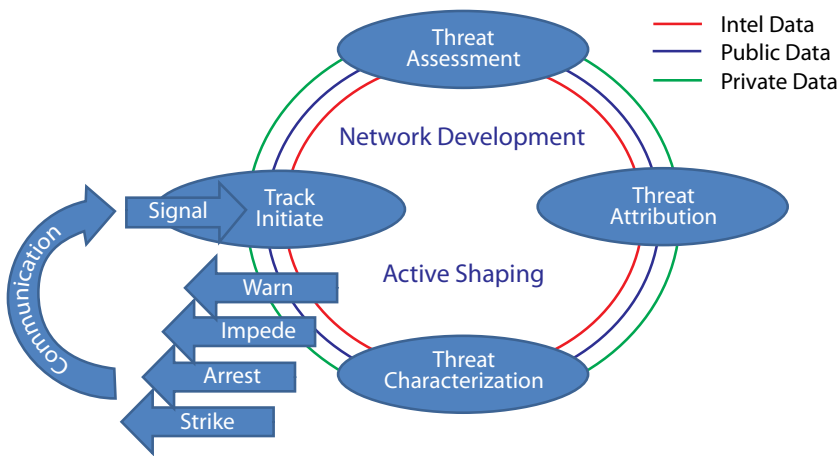 Threat
Assessment
Intel Data
Public Data
Private Data
Network Development
Signal
Track
Initiate
Threat
Attribution
Communication
Active Shaping
Warn
Impede
Arrest
Strike
Threat
Characterization